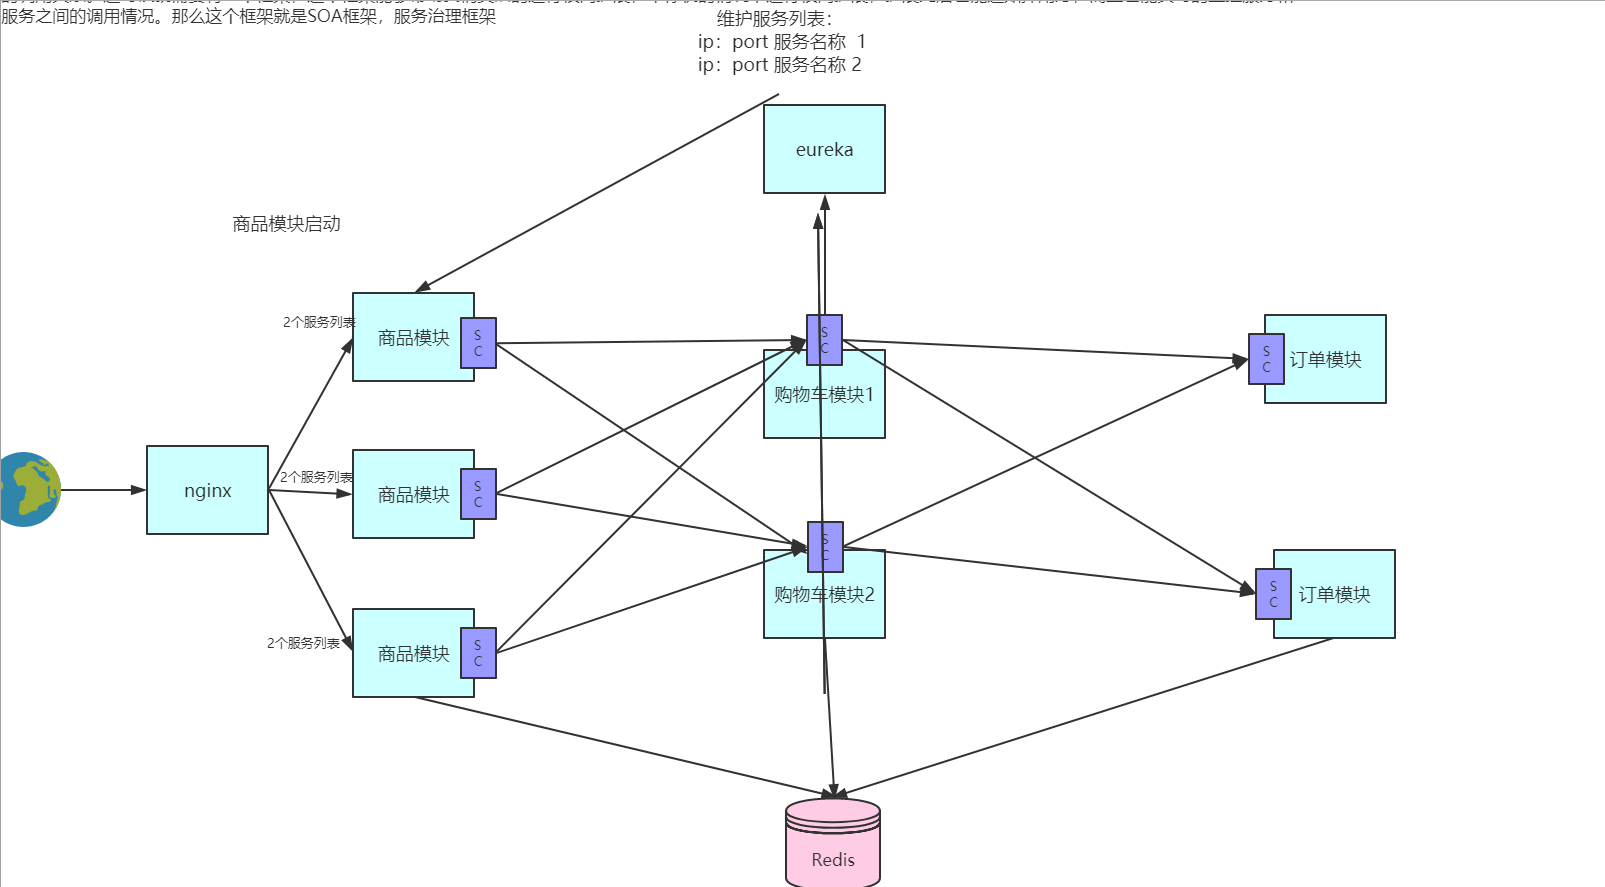 服务之间的调用情况。那么这个框架就是SOA框架，服务治理框架
维护服务列表：
ip：port 服务名称  1
ip：port 服务名称 2
eureka
商品模块启动
2个服务列表
商品模块
S
C
S
C
购物车模块1
S
C
订单模块
2个服务列表
商品模块
S
C
nginx
S
C
购物车模块2
S
C
订单模块
2个服务列表
商品模块
S
C
Redis